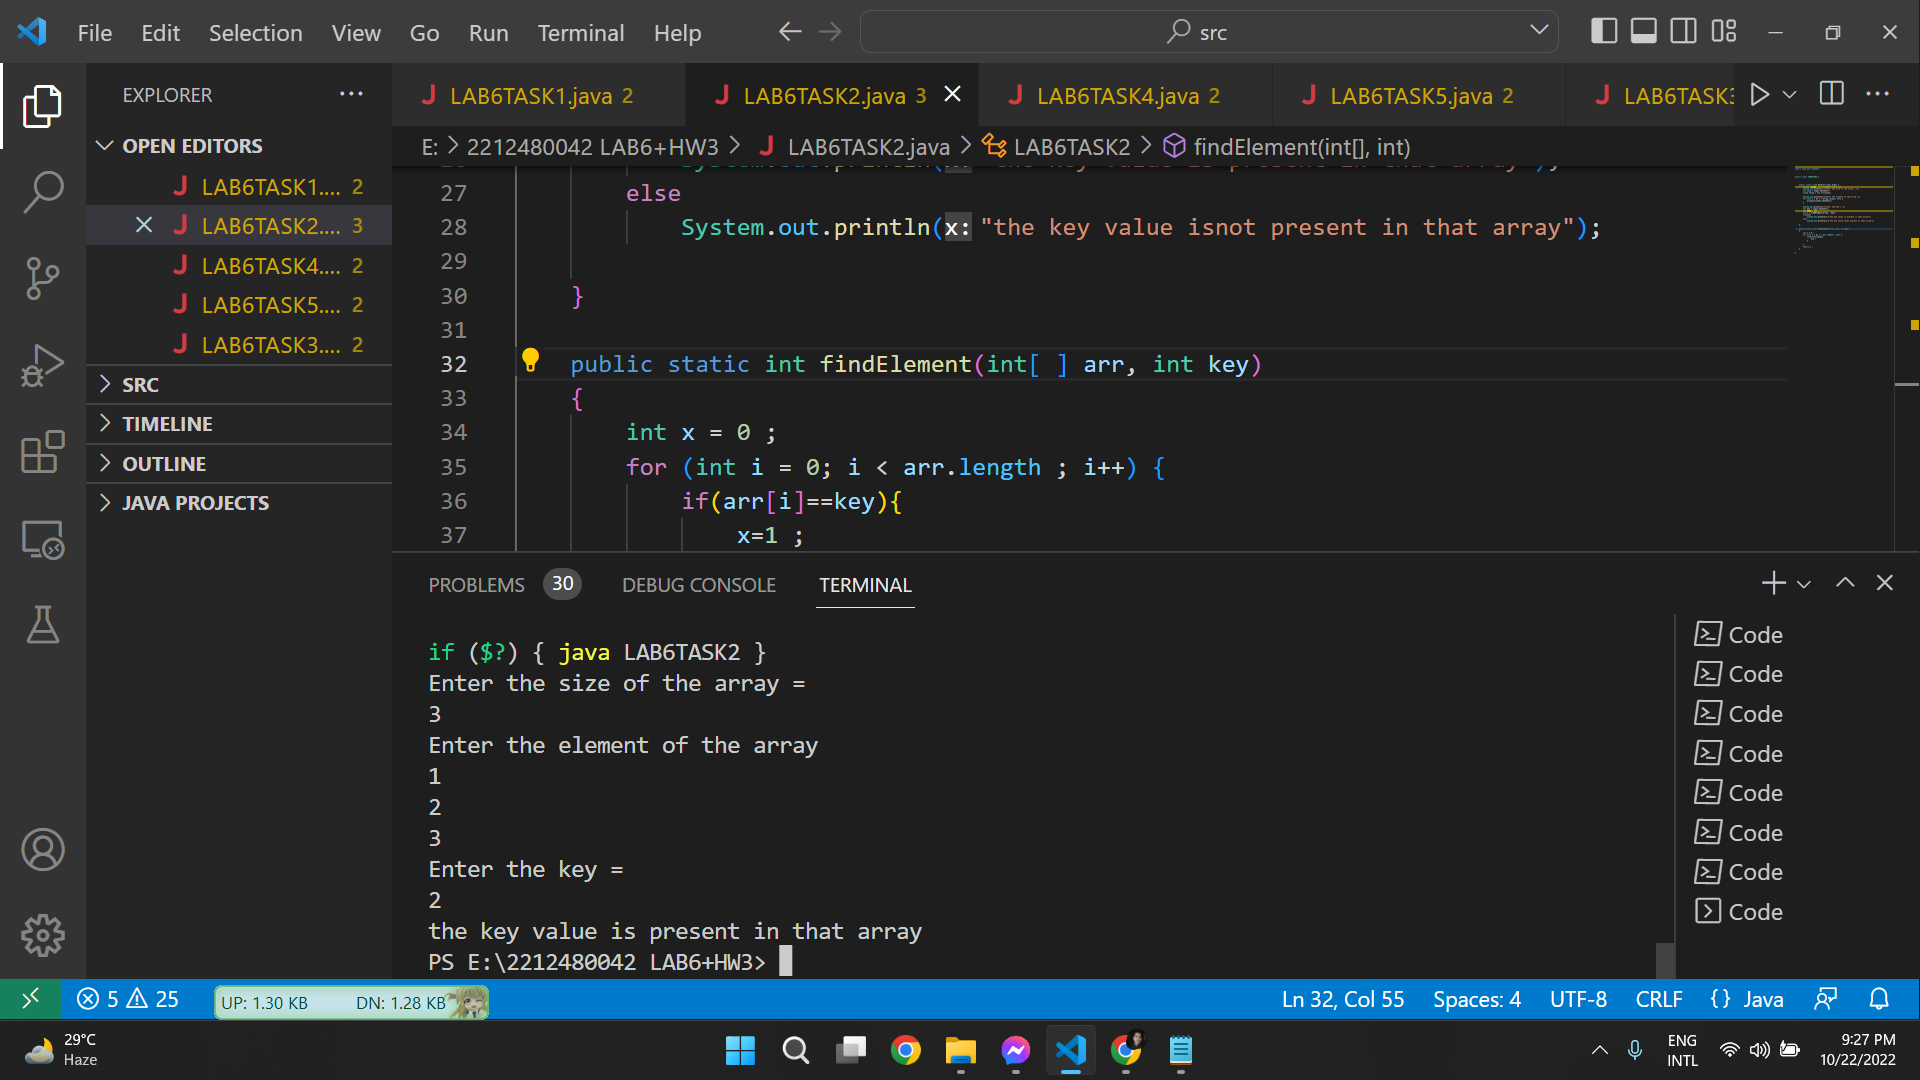 File Edit Selection View Go Run Terminal Help
src
EXPLORER
LAB6TASK1.java 2
LAB6TASK2.java 3
LAB6TASK4.java 2
LAB6TASK5.java 2
LAB6TASK3
OPEN EDITORS
LAB6TASK1.... 2
LAB6TASK2.... 3
LAB6TASK4.... 2
LAB6TASK5.... 2
LAB6TASK3.... 2
SRC
TIMELINE
OUTLINE
JAVA PROJECTS
E: > 2212480042 LAB6+HW3 > LAB6TASK2.java > LAB6TASK2 > findElement(int[], int)
27 else
28 System.out.println(x: "the key value isnot present in that array");
29
30 }
31
32 public static int findElement(int[ ] arr, int key)
33 {
34 int x = 0 ;
35 for (int i = 0; i < arr.length ; i++) {
36 if(arr[i]==key){
37 x=1 ;
PROBLEMS 30 DEBUG CONSOLE TERMINAL
if ($?) { java LAB6TASK2 }
Enter the size of the array =
3
Enter the element of the array
1
2
3
Enter the key =
2
the key value is present in that array
PS E:\2212480042 LAB6+HW3>
Code
Code
Code
Code
Code
Code
Code
Code
5 25
UP: 1.30 KB DN: 1.28 KB
Ln 32, Col 55 Spaces: 4 UTF-8 CRLF {} Java
29°C
Haze
ENG
INTL
9:27 PM
10/22/2022